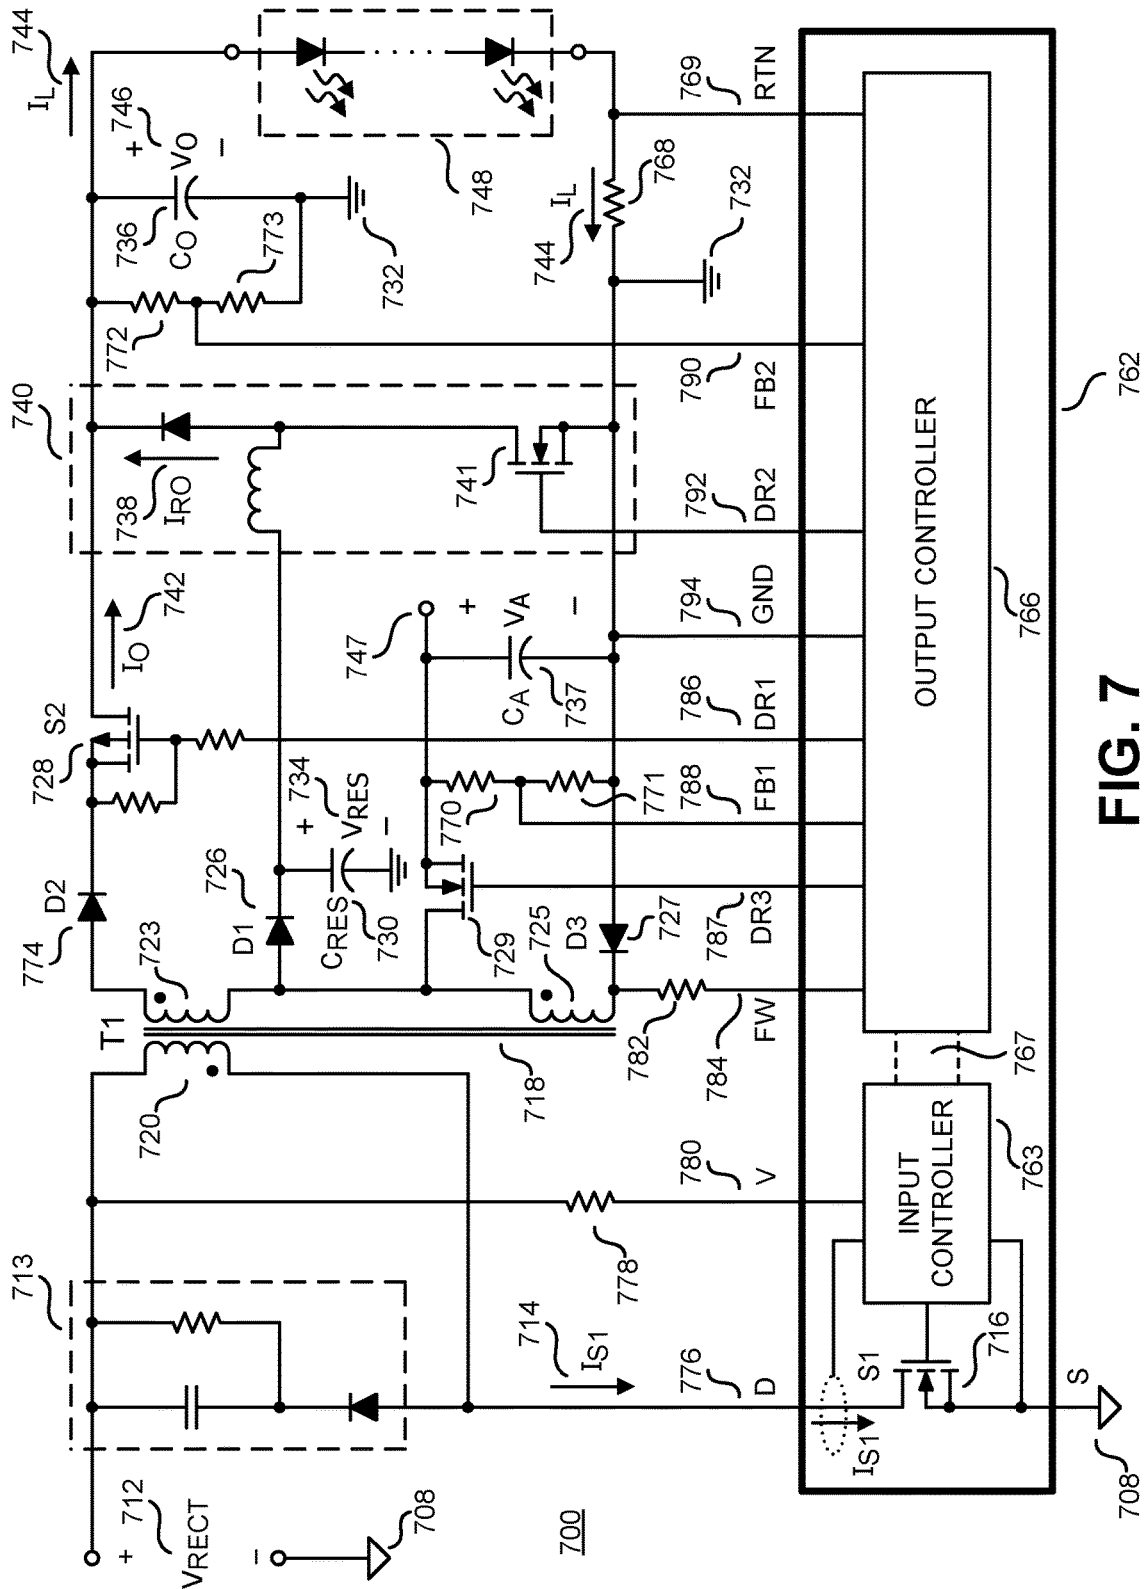 744
IL
746
+
VO
−
736
CO
773
732
772
748
IL
744
768
732
769
RTN
740
738
IRO
741
790
FB2
792
DR2
762
742
IO
747
+
VA
−
CA
737
794
GND
OUTPUT CONTROLLER
766
S2
728
734
+
VRES
−
CRES
730
726
D1
770
771
786
DR1
788
FB1
D2
774
723
729
725
D3
727
787
DR3
T1
720
718
782
784
FW
767
780
V
778
INPUT
CONTROLLER
763
713
714
IS1
776
D
S1
716
IS1
S
708
712
+
VRECT
−
708
700
FIG. 7